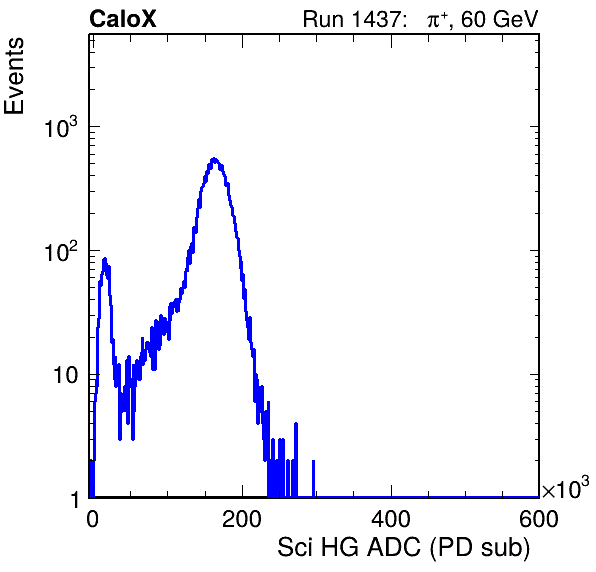 CaloX Run 1437: π⁺, 60 GeV
Events
10³
10²
10
1
×10³
0 200 400 600
Sci HG ADC (PD sub)